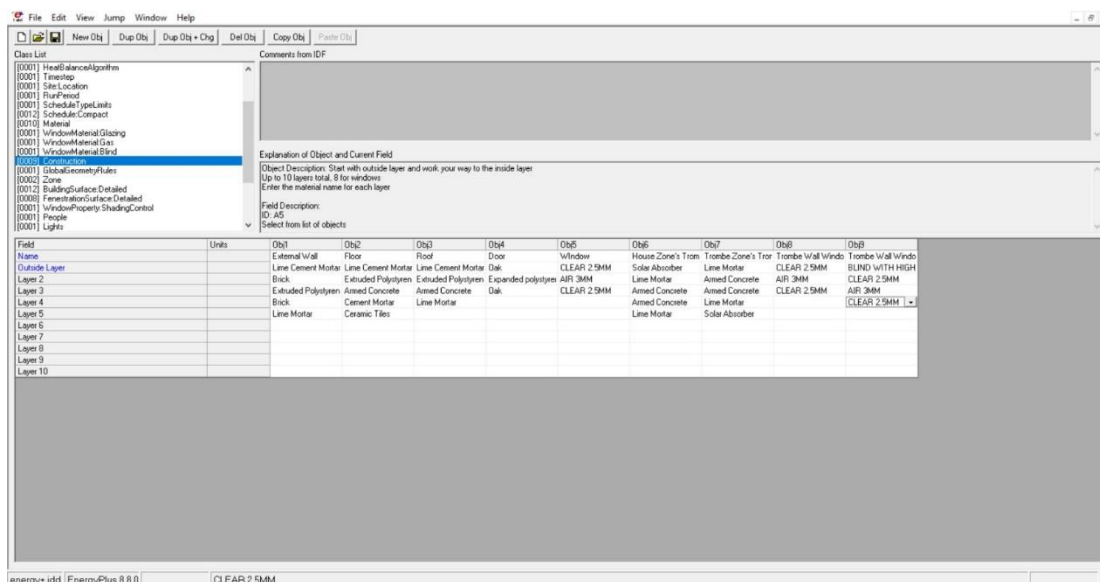 File Edit View Jump Window Help
New Obj Dup Obj Dup Obj + Chg Del Obj Copy Obj Paste Obj
Class List Comments from IDF
[0001] HeatBalanceAlgorithm
[0001] Timestep
[0001] Site:Location
[0001] RunPeriod
[0001] ScheduleTypeLimits
[0012] Schedule:Compact
[0010] Material
[0001] WindowMaterial:Glazing
[0001] WindowMaterial:Gas
[0001] WindowMaterial:Blind
[0009] Construction
[0001] GlobalGeometryRules
[0002] Zone
[0012] BuildingSurface:Detailed
[0008] FenestrationSurface:Detailed
[0001] WindowProperty:ShadingControl
[0001] People
[0001] Lights
Explanation of Object and Current Field
Object Description: Start with outside layer and work your way to the inside layer
Up to 10 layers total, 8 for windows
Enter the material name for each layer
Field Description:
ID: A5
Select from list of objects
Field Units Obj1 Obj2 Obj3 Obj4 Obj5 Obj6 Obj7 Obj8 Obj9
Name External Wall Floor Roof Door WIndow House Zone's Trom Trombe Zone's Tror Trombe Wall Windo Trombe Wall Windo
Outside Layer Lime Cement Mortar Lime Cement Mortar Lime Cement Mortar Oak CLEAR 2.5MM Solar Absorber Lime Mortar CLEAR 2.5MM BLIND WITH HIGH
Layer 2 Brick Extruded Polystyren Extruded Polystyren Expanded polystyrer AIR 3MM Lime Mortar Armed Concrete AIR 3MM CLEAR 2.5MM
Layer 3 Extruded Polystyren Armed Concrete Armed Concrete Oak CLEAR 2.5MM Armed Concrete Armed Concrete CLEAR 2.5MM AIR 3MM
Layer 4 Brick Cement Mortar Lime Mortar Armed Concrete Lime Mortar CLEAR 2.5MM
Layer 5 Lime Mortar Ceramic Tiles Lime Mortar Solar Absorber
Layer 6
Layer 7
Layer 8
Layer 9
Layer 10
energy+.idd EnergyPlus 8.8.0 CLEAR 2.5MM